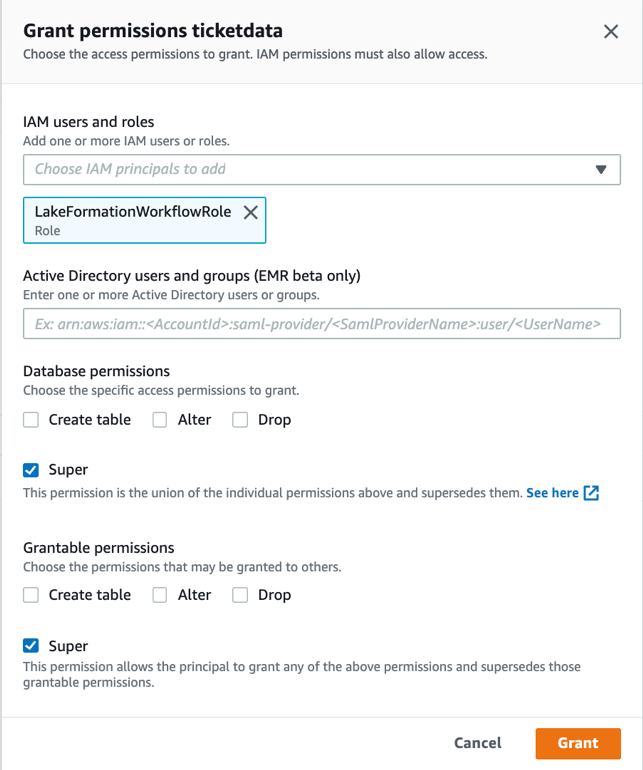 Grant permissions ticketdata
Choose the access permissions to grant. IAM permissions must also allow access.
IAM users and roles
Add one or more IAM users or roles.
Choose IAM principals to add
LakeFormationWorkflowRole
Role
Active Directory users and groups (EMR beta only)
Enter one or more Active Directory users or groups.
Ex: arn:aws:iam::<AccountId>:saml-provider/<SamlProviderName>:user/<UserName>
Database permissions
Choose the specific access permissions to grant.
Create table Alter Drop
Super
This permission is the union of the individual permissions above and supersedes them. See here
Grantable permissions
Choose the permissions that may be granted to others.
Create table Alter Drop
Super
This permission allows the principal to grant any of the above permissions and supersedes those
grantable permissions.
Cancel Grant